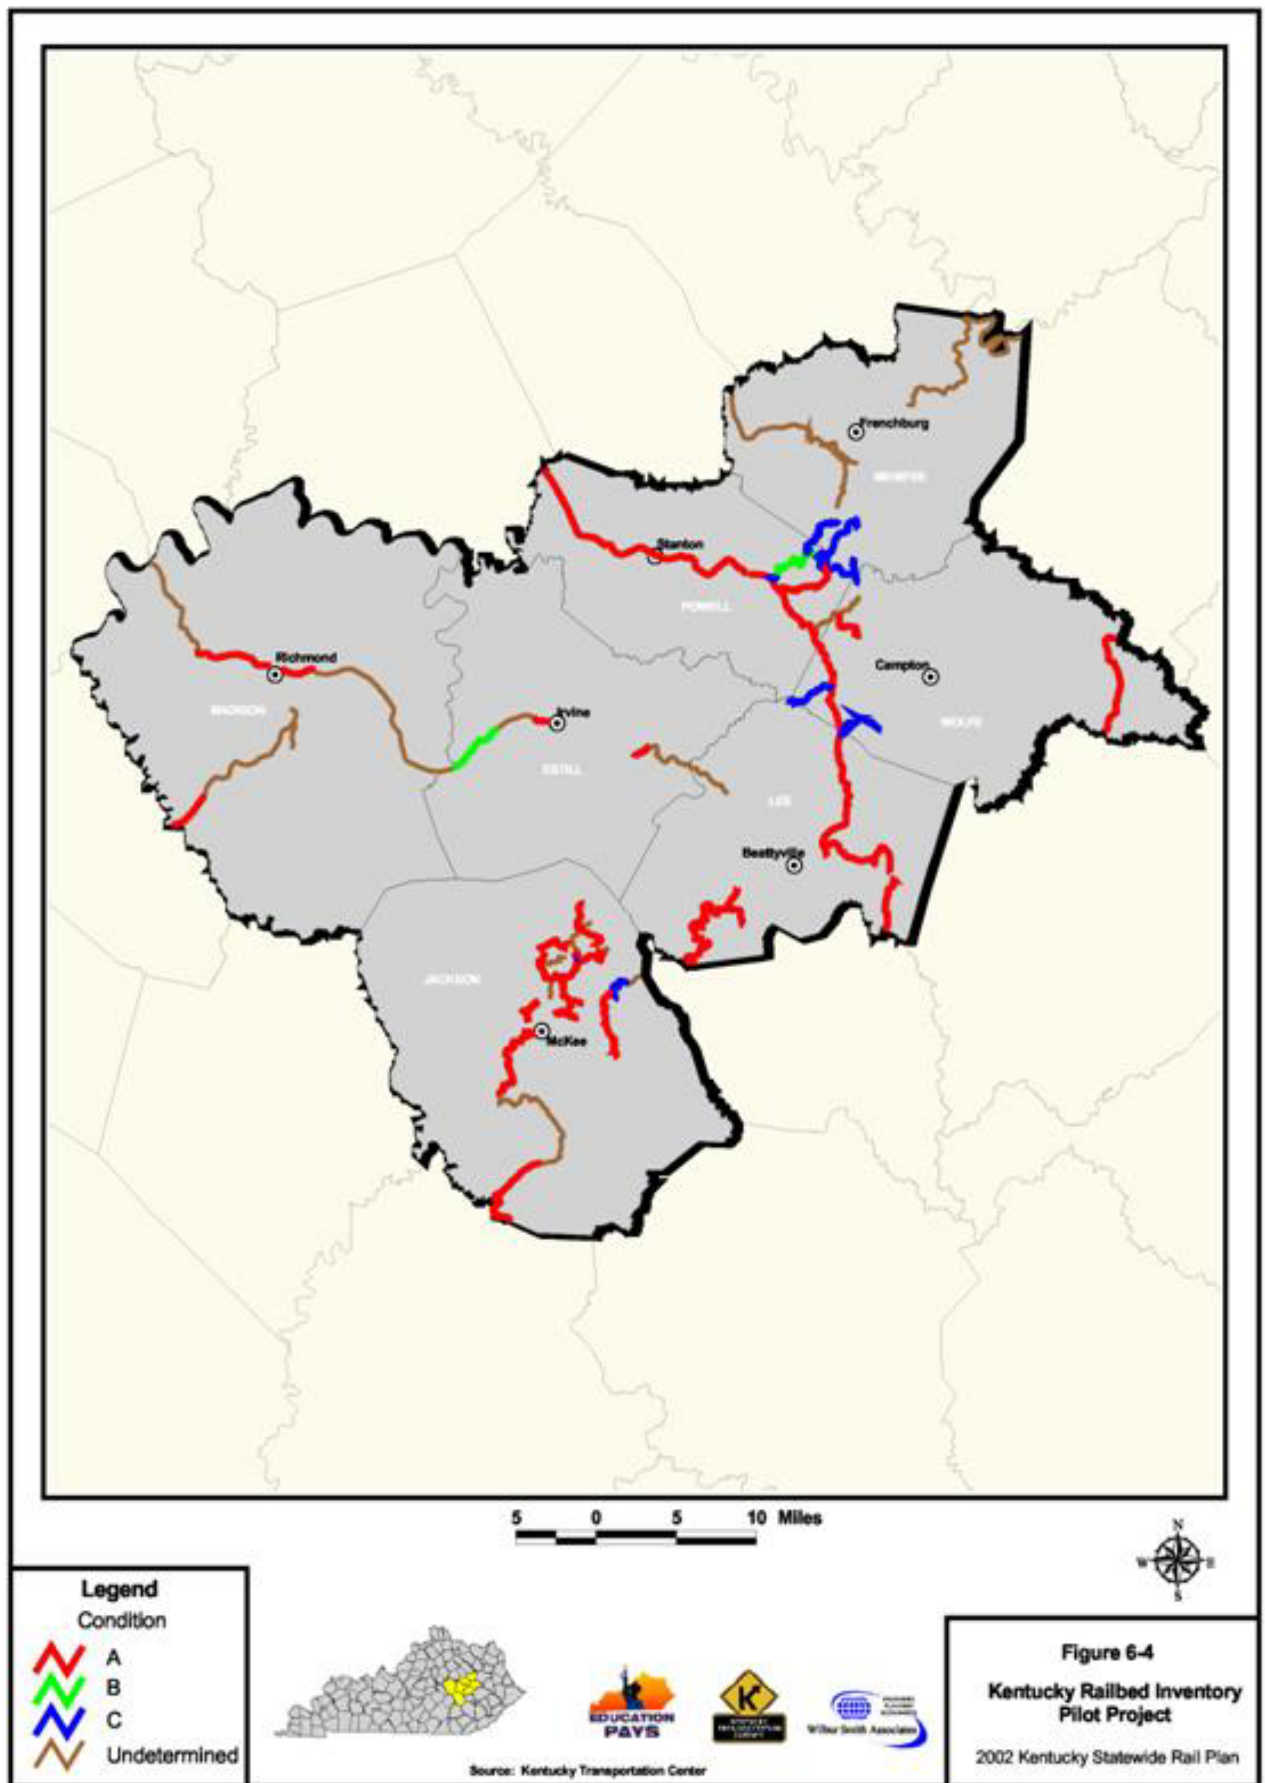 Frenchburg
MENIFEE
Stanton
POWELL
Richmond
Campton
MADISON
Irvine
WOLFE
ESTILL
LEE
Beattyville
JACKSON
McKee
5 0 5 10 Miles
N
W E
S
Legend
Condition
A
B
C
Undetermined
EDUCATION
PAYS
Wilbur Smith Associates
Source: Kentucky Transportation Center
Figure 6-4
Kentucky Railbed Inventory
Pilot Project
2002 Kentucky Statewide Rail Plan